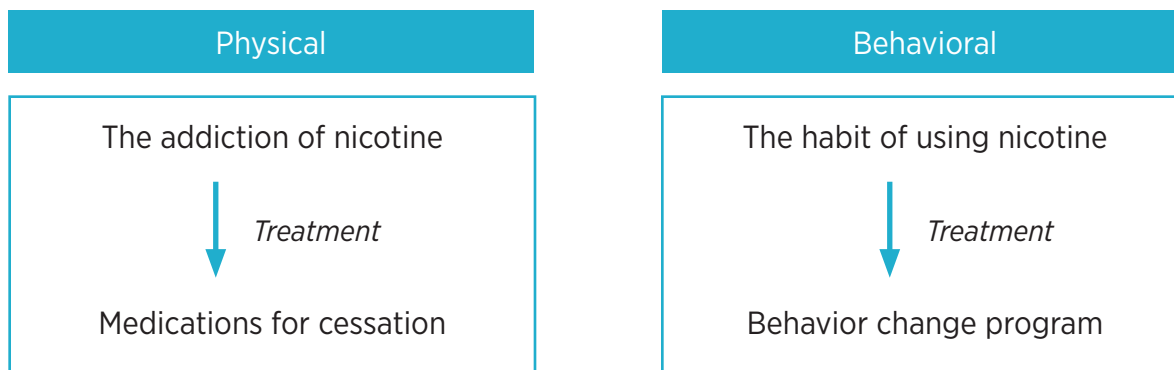 Physical
The addiction of nicotine
Treatment
Medications for cessation
Behavioral
The habit of using nicotine
Treatment
Behavior change program